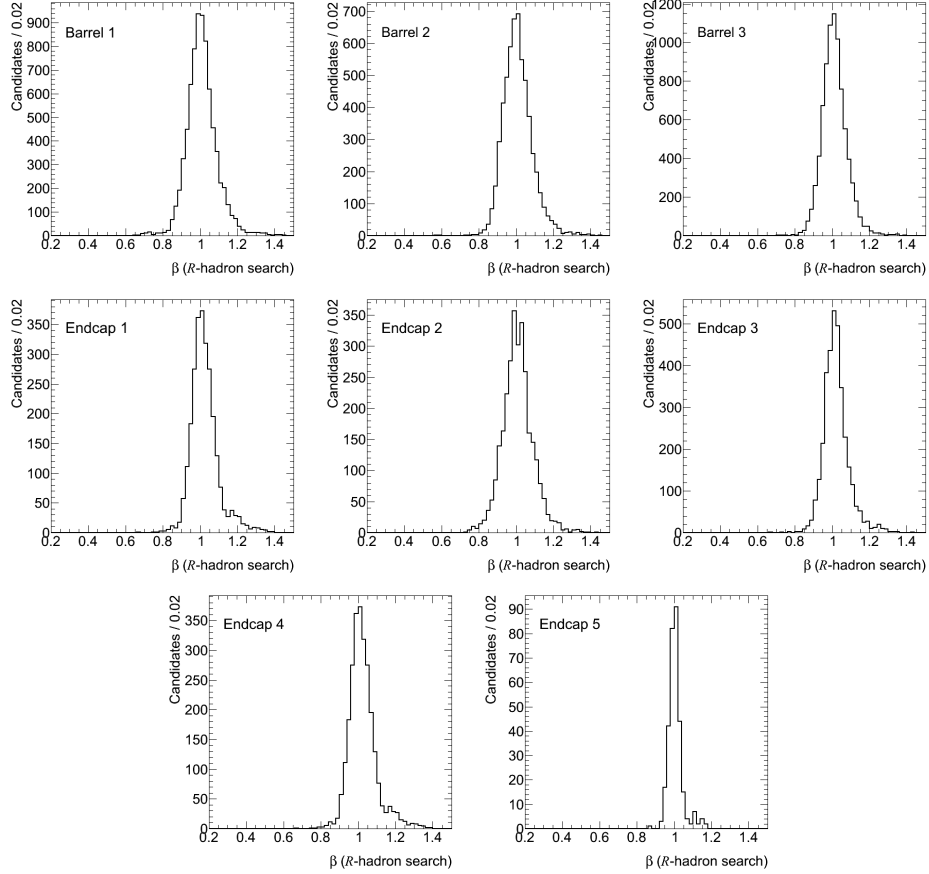 Candidates / 0.02
Barrel 1
900
800
700
600
500
400
300
200
100
0
0.2 0.4 0.6 0.8 1 1.2 1.4
β (R-hadron search)
Candidates / 0.02
Barrel 2
700
600
500
400
300
200
100
0
0.2 0.4 0.6 0.8 1 1.2 1.4
β (R-hadron search)
Candidates / 0.02
Barrel 3
1200
1000
800
600
400
200
0
0.2 0.4 0.6 0.8 1 1.2 1.4
β (R-hadron search)
Candidates / 0.02
Endcap 1
350
300
250
200
150
100
50
0
0.2 0.4 0.6 0.8 1 1.2 1.4
β (R-hadron search)
Candidates / 0.02
Endcap 2
350
300
250
200
150
100
50
0
0.2 0.4 0.6 0.8 1 1.2 1.4
β (R-hadron search)
Candidates / 0.02
Endcap 3
500
400
300
200
100
0
0.2 0.4 0.6 0.8 1 1.2 1.4
β (R-hadron search)
Candidates / 0.02
Endcap 4
350
300
250
200
150
100
50
0
0.2 0.4 0.6 0.8 1 1.2 1.4
β (R-hadron search)
Candidates / 0.02
Endcap 5
90
80
70
60
50
40
30
20
10
0
0.2 0.4 0.6 0.8 1 1.2 1.4
β (R-hadron search)